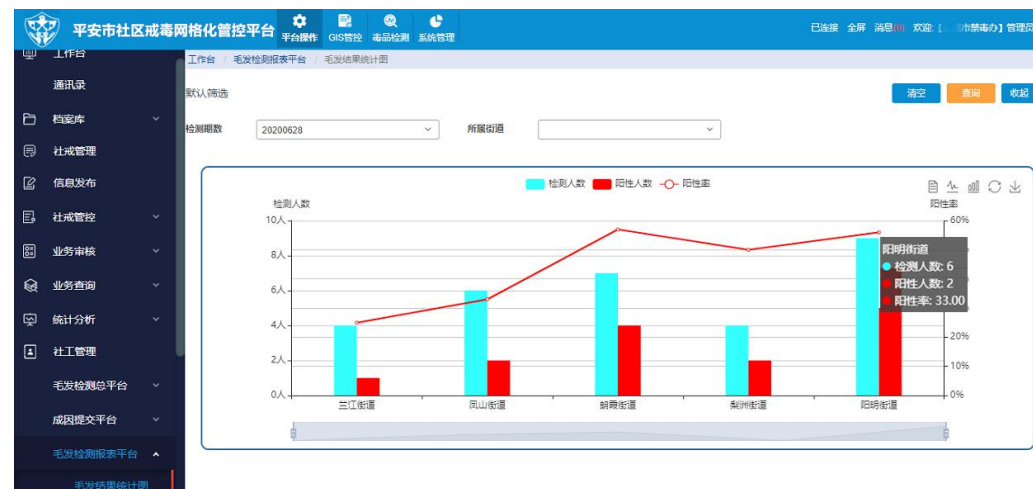 平安市社区戒毒网格化管控平台
平台操作 GIS管控 毒品检测 系统管理
已连接 全屏 消息(0) 欢迎 [ 市禁毒办】管理员
工作台
通讯录
档案库
社戒管理
信息发布
社戒管控
业务审核
业务查询
统计分析
社工管理
毛发检测总平台
成因提交平台
毛发检测报表平台
毛发结果统计图
工作台 / 毛发检测报表平台 / 毛发结果统计图
默认筛选
清空 查询 收起
检测期数 20200628 所属街道
检测人数 阳性人数 阳性率
检测人数 阳性率
10人 60%
8人
6人
4人
20%
2人
10%
0人 0%
阳明街道
检测人数: 6
阳性人数: 2
阳性率: 33.00
兰江街道 凤山街道 朗霞街道 梨洲街道 阳明街道